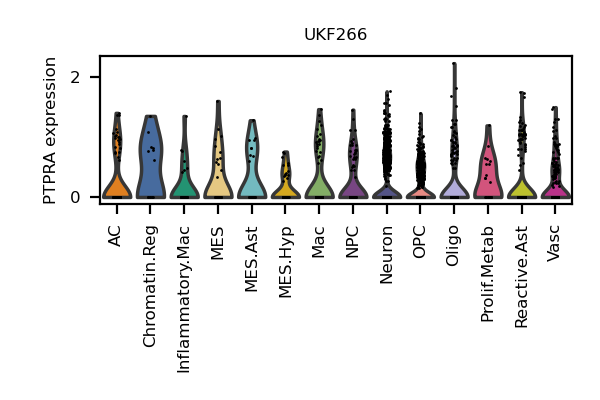 UKF266
PTPRA expression
2
0
AC
Chromatin.Reg
Inflammatory.Mac
MES
MES.Ast
MES.Hyp
Mac
NPC
Neuron
OPC
Oligo
Prolif.Metab
Reactive.Ast
Vasc